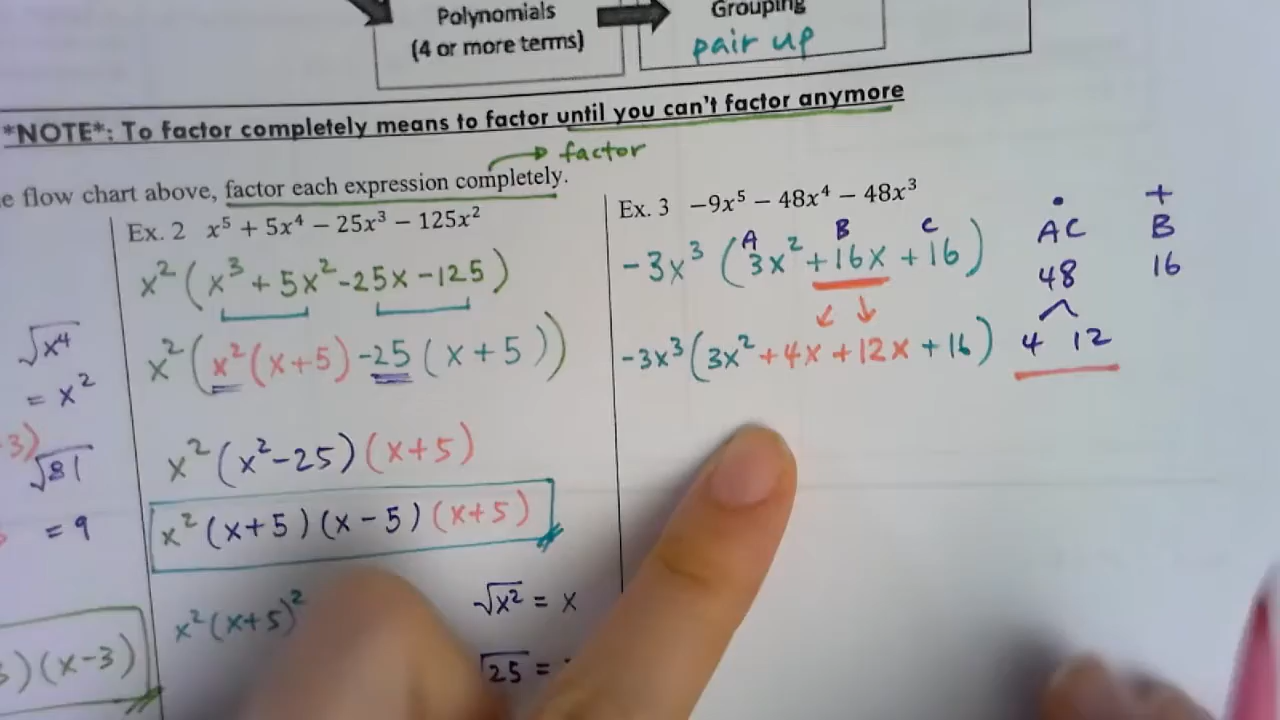 Polynomials
(4 or more terms)
Grouping
pair up
*NOTE*: To factor completely means to factor until you can't factor anymore
factor
e flow chart above, factor each expression completely.
Ex. 2 x⁵ + 5x⁴ − 25x³ − 125x²
x²(x³ + 5x² - 25x - 125)
x²(x²(x+5) - 25(x+5))
x²(x² - 25)(x+5)
x²(x+5)(x-5)(x+5)
x²(x+5)²
√x² = x
√25 =
√x⁴
= x²
-3)
√81
= 9
)(x-3)
Ex. 3 −9x⁵ − 48x⁴ − 48x³
A B C
-3x³(3x² + 16x + 16)
-3x³(3x² + 4x + 12x + 16)
• +
AC B
48 16
4 12